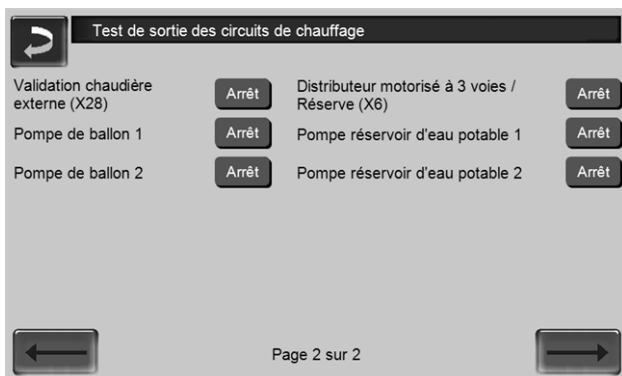 Test de sortie des circuits de chauffage
Validation chaudière
externe (X28)
Arrêt
Distributeur motorisé à 3 voies /
Réserve (X6)
Arrêt
Pompe de ballon 1
Arrêt
Pompe réservoir d'eau potable 1
Arrêt
Pompe de ballon 2
Arrêt
Pompe réservoir d'eau potable 2
Arrêt
Page 2 sur 2